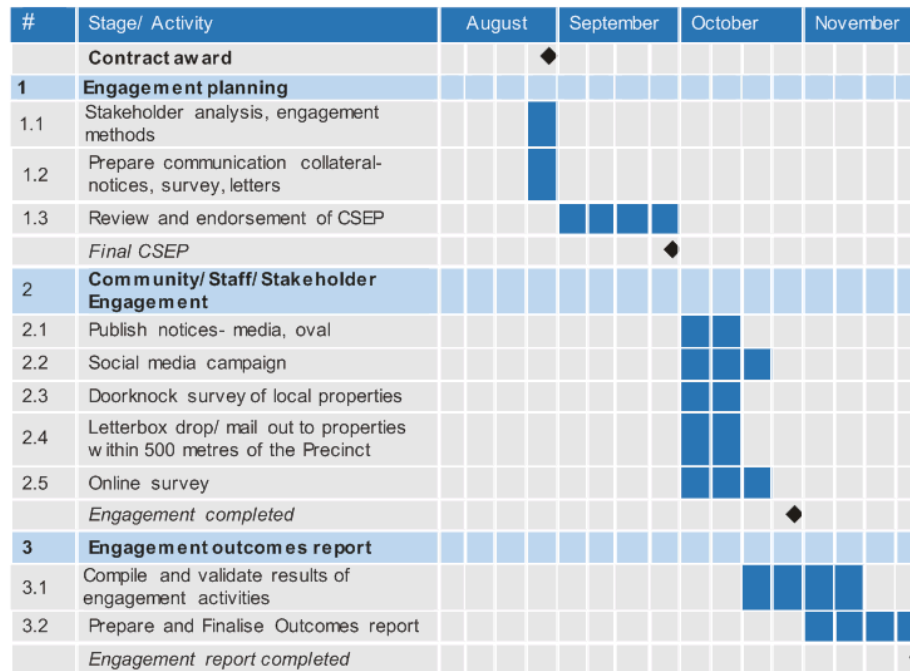 # Stage/ Activity August September October November
Contract award
1 Engagement planning
1.1 Stakeholder analysis, engagement
methods
1.2 Prepare communication collateral-
notices, survey, letters
1.3 Review and endorsement of CSEP
Final CSEP
2 Community/ Staff/ Stakeholder
Engagement
2.1 Publish notices- media, oval
2.2 Social media campaign
2.3 Doorknock survey of local properties
2.4 Letterbox drop/ mail out to properties
within 500 metres of the Precinct
2.5 Online survey
Engagement completed
3 Engagement outcomes report
3.1 Compile and validate results of
engagement activities
3.2 Prepare and Finalise Outcomes report
Engagement report completed